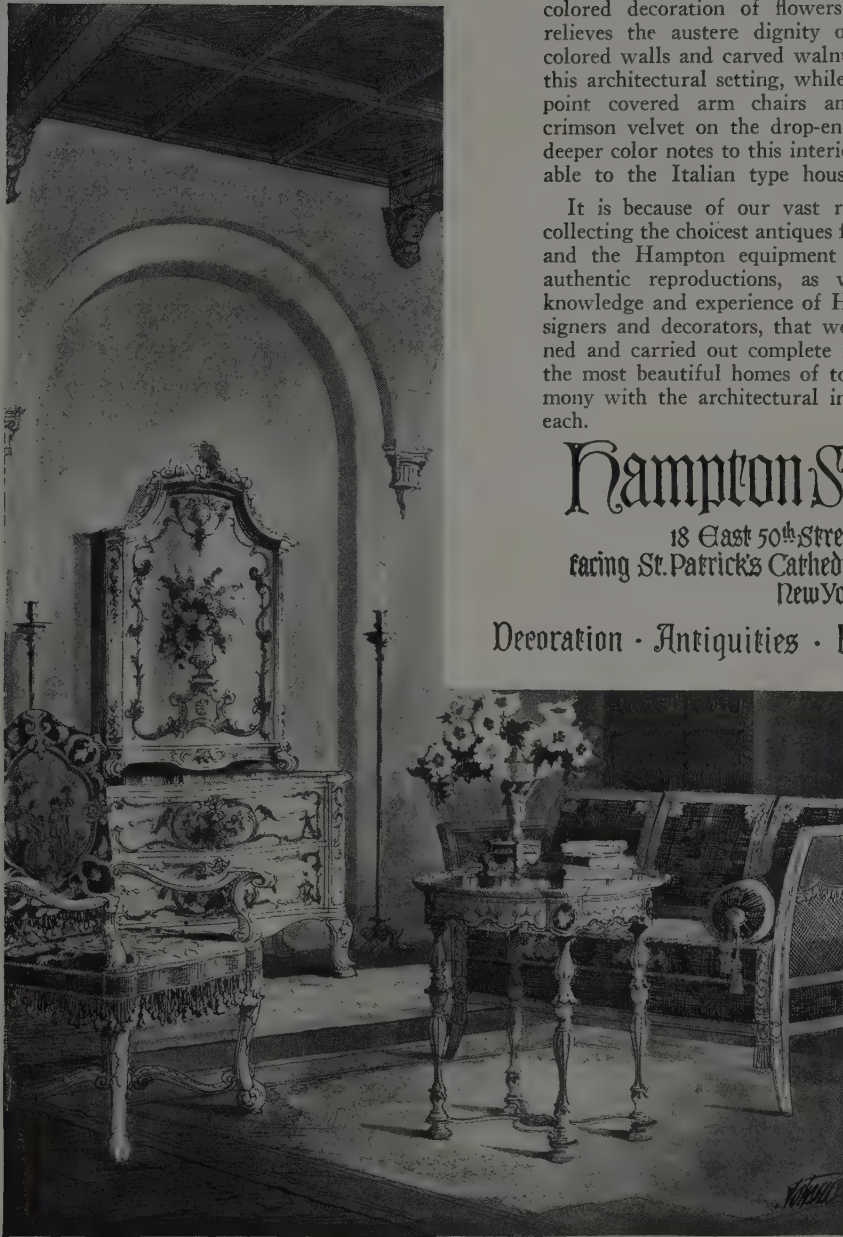 colored decoration of flowers
relieves the austere dignity o
colored walls and carved waln
this architectural setting, while
point covered arm chairs an
crimson velvet on the drop-en
deeper color notes to this interi
able to the Italian type hous
It is because of our vast r
collecting the choicest antiques f
and the Hampton equipment
authentic reproductions, as v
knowledge and experience of H
signers and decorators, that we
ned and carried out complete
the most beautiful homes of to
mony with the architectural in
each.
Hampton S
18 East 50th Stre
facing St. Patrick's Cathed
New Yo
Decoration · Antiquities ·